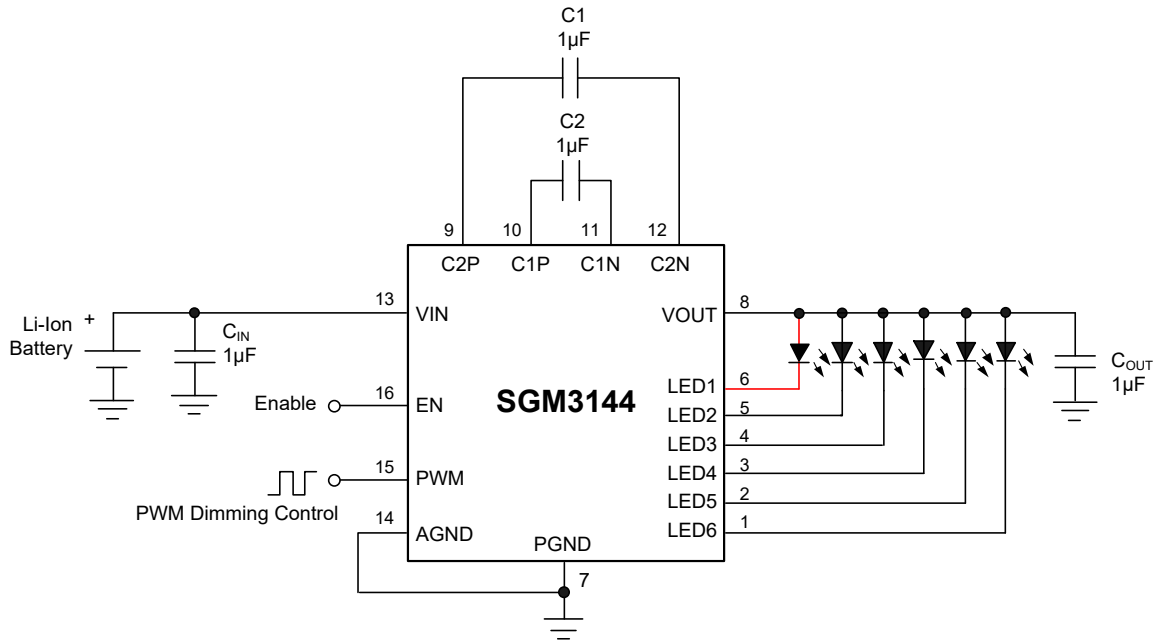 C1
1µF
C2
1µF
9
10
11
12
C2P
C1P
C1N
C2N
13
VIN
VOUT
8
Li-Ion
Battery
+
CIN
1µF
COUT
1µF
LED1
6
Enable
16
EN
SGM3144
LED2
5
LED3
4
LED4
3
15
PWM
PWM Dimming Control
LED5
2
14
AGND
LED6
1
PGND
7